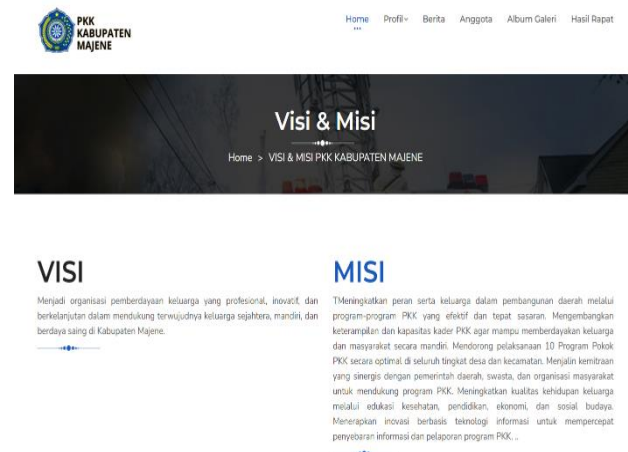 PKK
KABUPATEN
MAJENE
Home Profil Berita Anggota Album Galeri Hasil Rapat
Visi & Misi
Home > VISI & MISI PKK KABUPATEN MAJENE
VISI
Menjadi organisasi pemberdayaan keluarga yang profesional, inovatif, dan
berkelanjutan dalam mendukung terwujudnya keluarga sejahtera, mandiri, dan
berdaya saing di Kabupaten Majene.
MISI
TMeningkatkan peran serta keluarga dalam pembangunan daerah melalui
program-program PKK yang efektif dan tepat sasaran. Mengembangkan
keterampilan dan kapasitas kader PKK agar mampu memberdayakan keluarga
dan masyarakat secara mandiri. Mendorong pelaksanaan 10 Program Pokok
PKK secara optimal di seluruh tingkat desa dan kecamatan. Menjalin kemitraan
yang sinergis dengan pemerintah daerah, swasta, dan organisasi masyarakat
untuk mendukung program PKK. Meningkatkan kualitas kehidupan keluarga
melalui edukasi kesehatan, pendidikan, ekonomi, dan sosial budaya.
Menerapkan inovasi berbasis teknologi informasi untuk mempercepat
penyebaran informasi dan pelaporan program PKK. ..